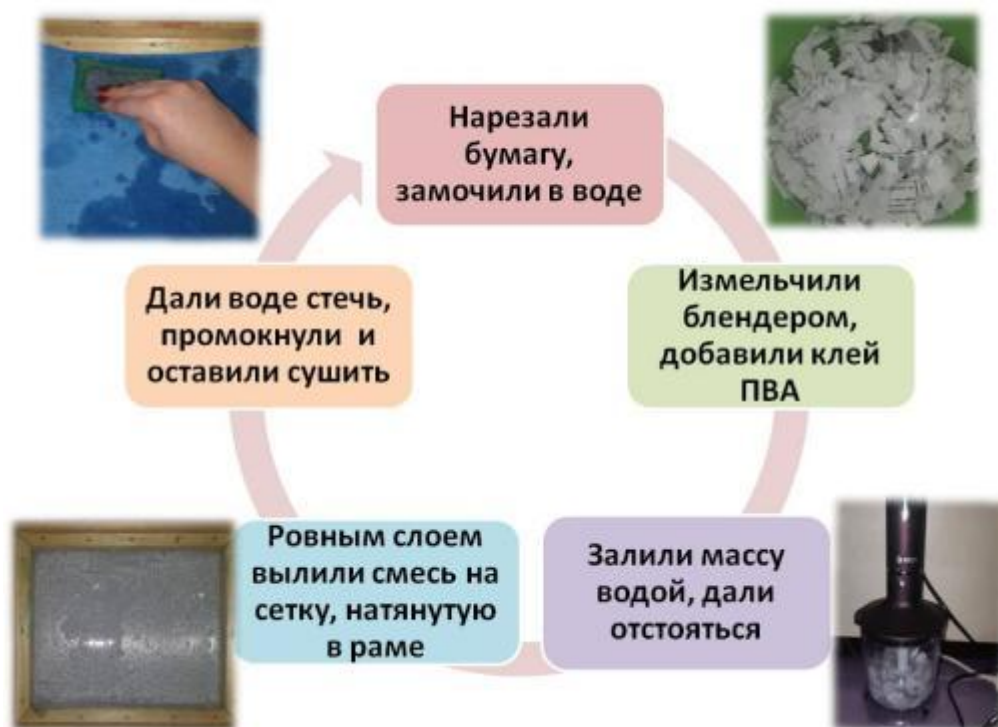 Нарезали
бумагу,
замочили в воде
Измельчили
блендером,
добавили клей
ПВА
Залили массу
водой, дали
отстояться
Ровным слоем
вылили смесь на
сетку, натянутую
в раме
Дали воде стечь,
промокнули и
оставили сушить